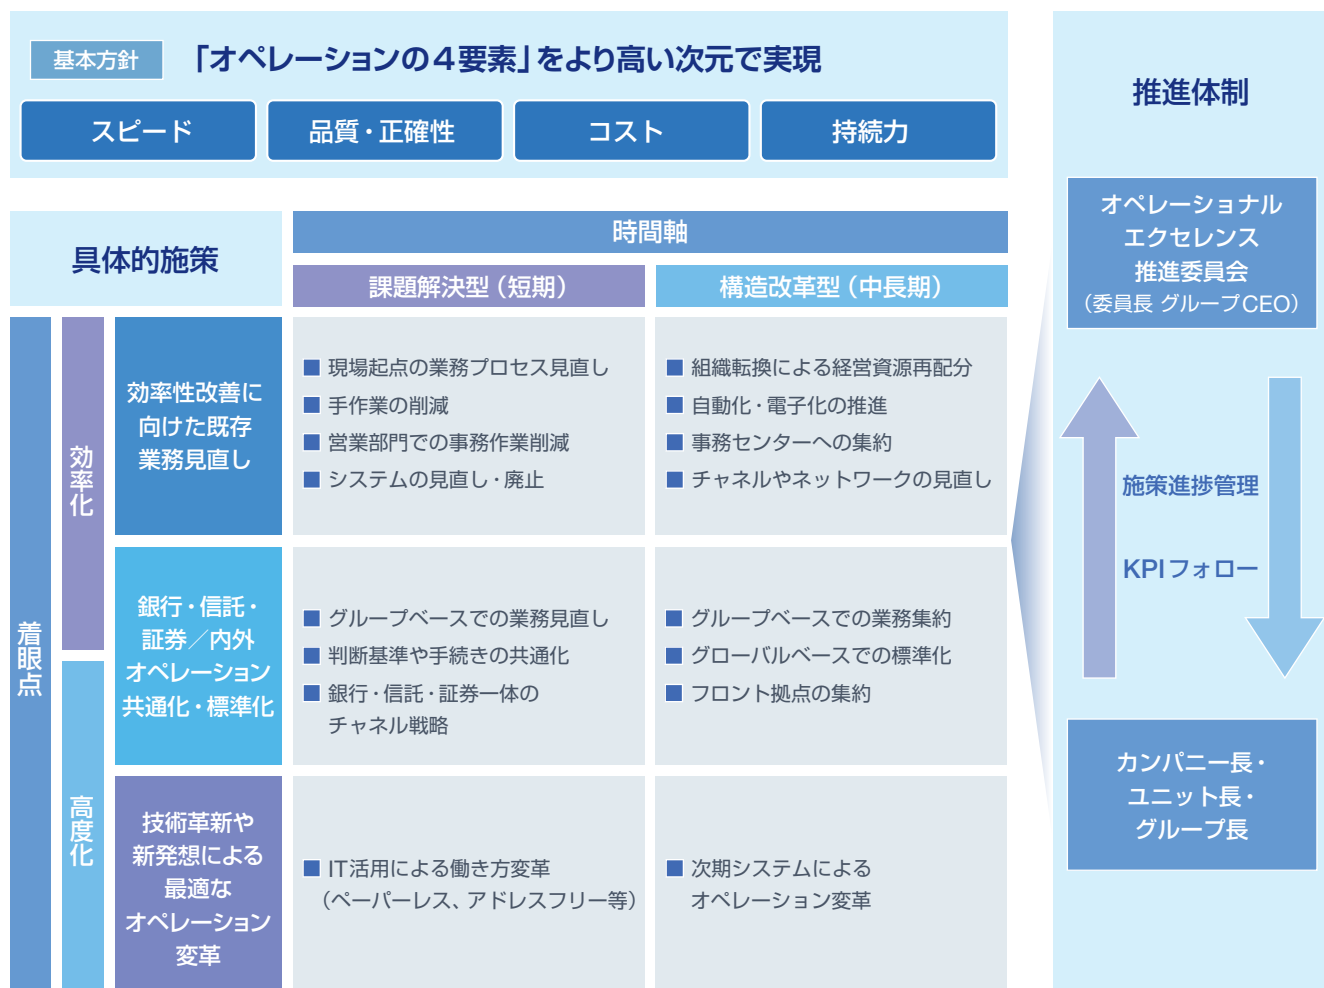 基本方針
「オペレーションの4要素」をより高い次元で実現
スピード
品質・正確性
コスト
持続力
具体的施策
時間軸
課題解決型（短期）
構造改革型（中長期）
着眼点
効率化
高度化
効率性改善に
向けた既存
業務見直し
■ 現場起点の業務プロセス見直し
■ 手作業の削減
■ 営業部門での事務作業削減
■ システムの見直し・廃止
■ 組織転換による経営資源再配分
■ 自動化・電子化の推進
■ 事務センターへの集約
■ チャネルやネットワークの見直し
銀行・信託・
証券／内外
オペレーション
共通化・標準化
■ グループベースでの業務見直し
■ 判断基準や手続きの共通化
■ 銀行・信託・証券一体の
チャネル戦略
■ グループベースでの業務集約
■ グローバルベースでの標準化
■ フロント拠点の集約
技術革新や
新発想による
最適な
オペレーション
変革
■ IT活用による働き方変革
（ペーパーレス、アドレスフリー等）
■ 次期システムによる
オペレーション変革
推進体制
オペレーショナル
エクセレンス
推進委員会
（委員長 グループCEO）
施策進捗管理
KPIフォロー
カンパニー長・
ユニット長・
グループ長